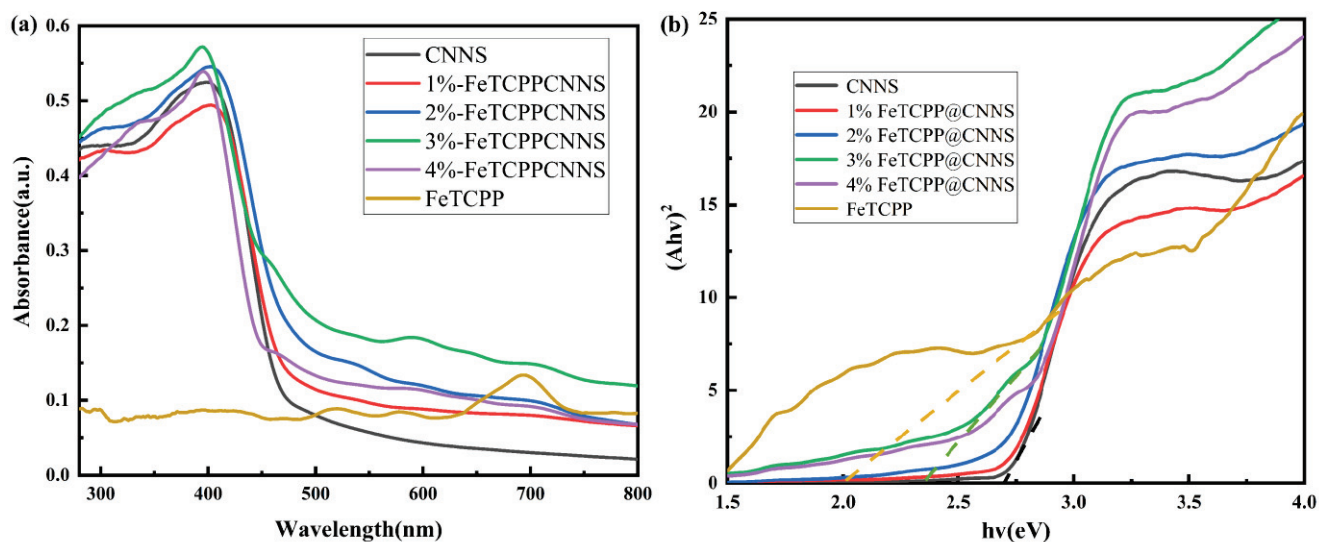 (a)
0.6
0.5
0.4
0.3
0.2
0.1
0.0
Absorbance(a.u.)
300
400
500
600
700
800
Wavelength(nm)
CNNS
1%-FeTCPPCNNS
2%-FeTCPPCNNS
3%-FeTCPPCNNS
4%-FeTCPPCNNS
FeTCPP
(b)
25
20
15
10
5
0
(Ahv)²
1.5
2.0
2.5
3.0
3.5
4.0
hv(eV)
CNNS
1% FeTCPP@CNNS
2% FeTCPP@CNNS
3% FeTCPP@CNNS
4% FeTCPP@CNNS
FeTCPP